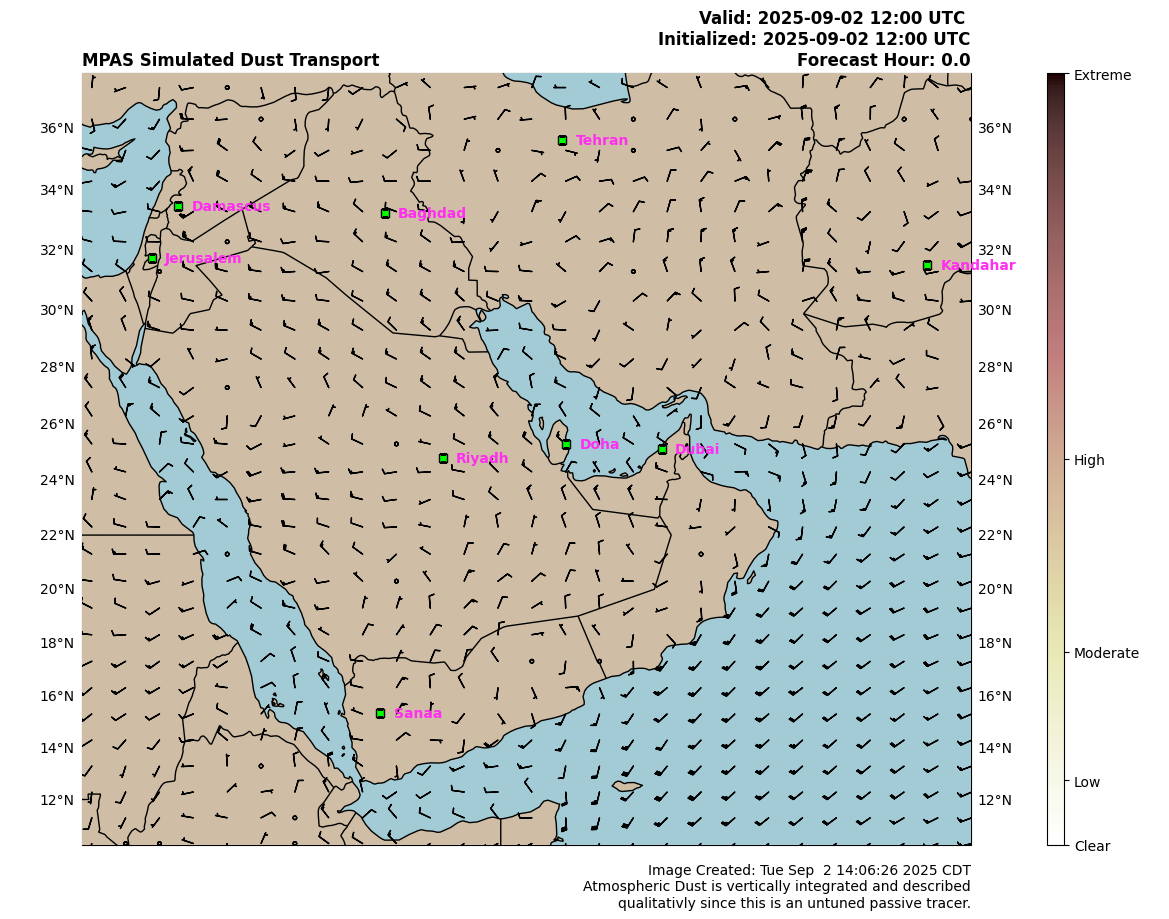 Valid: 2025-09-02 12:00 UTC
Initialized: 2025-09-02 12:00 UTC
MPAS Simulated Dust Transport
Forecast Hour: 0.0
Extreme
36°N
36°N
Tehran
34°N
34°N
Damascus
Baghdad
32°N
32°N
Jerusalem
Kandahar
30°N
30°N
28°N
28°N
26°N
26°N
Doha
Dubai
Riyadh
High
24°N
24°N
22°N
22°N
20°N
20°N
18°N
18°N
Moderate
16°N
16°N
Sanaa
14°N
14°N
Low
12°N
12°N
Clear
Image Created: Tue Sep  2 14:06:26 2025 CDT
Atmospheric Dust is vertically integrated and described
qualitativly since this is an untuned passive tracer.